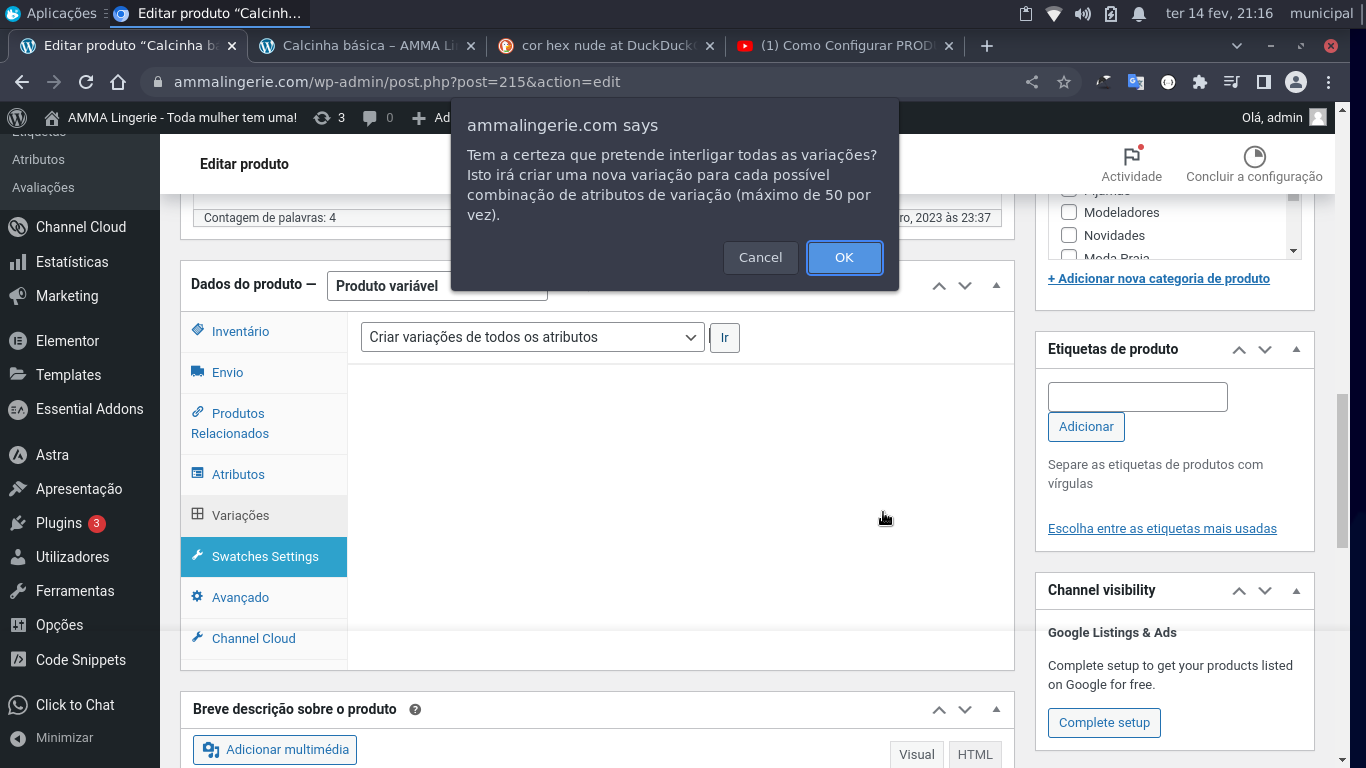 Aplicações
Editar produto “Calcinh…
ter 14 fev, 21:16
municipal
Editar produto “Calcinha b
Calcinha básica – AMMA Li
cor hex nude at DuckDuck
(1) Como Configurar PROD
ammalingerie.com/wp-admin/post.php?post=215&action=edit
AMMA Lingerie - Toda mulher tem uma!
3
0
Ad
Olá, admin
ammalingerie.com says
Tem a certeza que pretende interligar todas as variações?
Isto irá criar uma nova variação para cada possível
combinação de atributos de variação (máximo de 50 por
vez).
Cancel
OK
Etiquetas
Atributos
Avaliações
Channel Cloud
Estatísticas
Marketing
Elementor
Templates
Essential Addons
Astra
Apresentação
Plugins 3
Utilizadores
Ferramentas
Opções
Code Snippets
Click to Chat
Minimizar
Editar produto
Actividade
Concluir a configuração
Contagem de palavras: 4
ro, 2023 às 23:37
Dados do produto —
Produto variável
Inventário
Envio
Produtos
Relacionados
Atributos
Variações
Swatches Settings
Avançado
Channel Cloud
Criar variações de todos os atributos
Ir
Breve descrição sobre o produto
Adicionar multimédia
Visual
HTML
Pijamas
Modeladores
Novidades
Moda Praia
+ Adicionar nova categoria de produto
Etiquetas de produto
Adicionar
Separe as etiquetas de produtos com
vírgulas
Escolha entre as etiquetas mais usadas
Channel visibility
Google Listings & Ads
Complete setup to get your products listed
on Google for free.
Complete setup